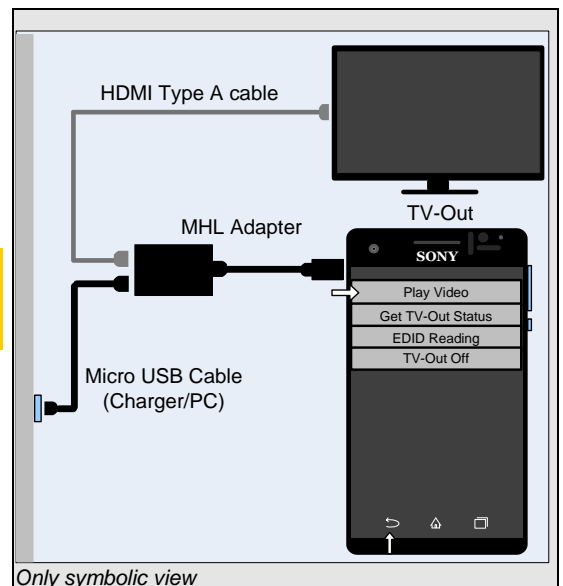 HDMI Type A cable
TV-Out
MHL Adapter
SONY
Play Video
Get TV-Out Status
EDID Reading
TV-Out Off
Micro USB Cable
(Charger/PC)
Only symbolic view